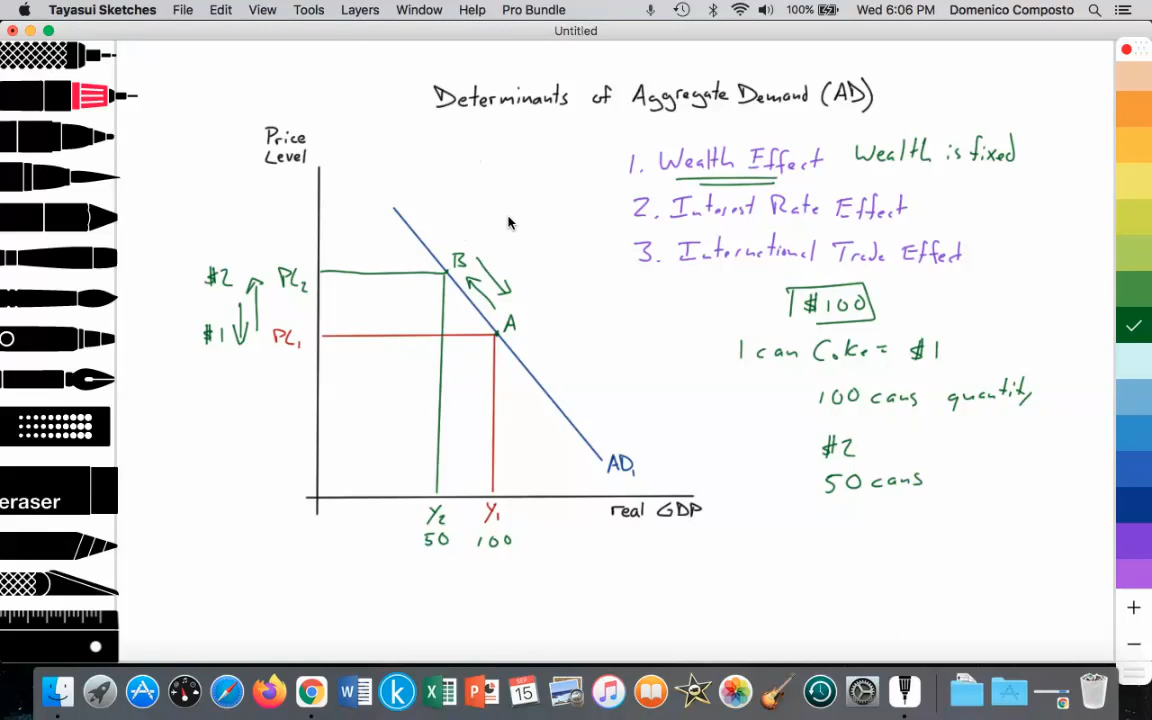 Tayasui Sketches File Edit View Tools Layers Window Help Pro Bundle 100% Wed 6:06 PM Domenico Composto
Untitled
Determinants of Aggregate Demand (AD)
Price
Level
1. Wealth Effect Wealth is fixed
2. Interest Rate Effect
3. International Trade Effect
$100
1 can Coke = $1
100 cans quantity
$2
50 cans
B
$2 PL2
A
$1 PL1
AD1
Y2 Y1 real GDP
50 100
eraser
SEP
15